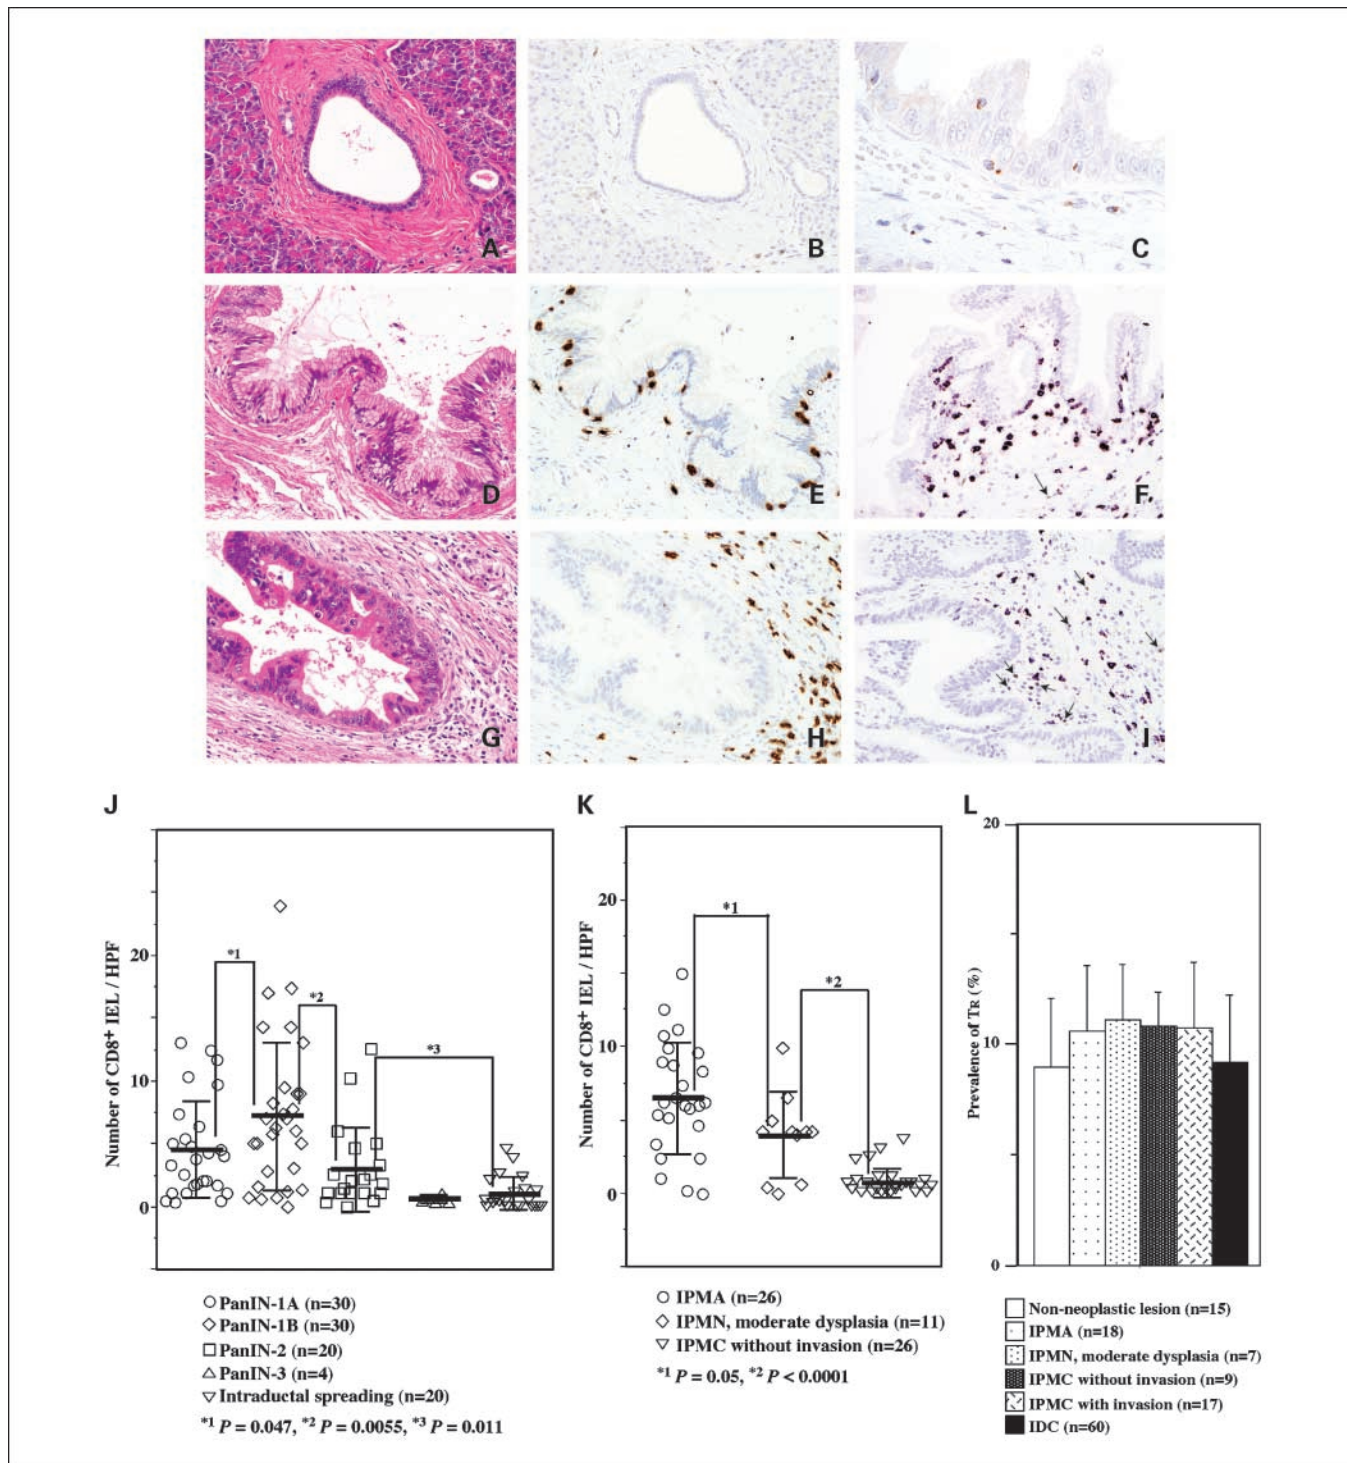 A
B
C
D
E
F
G
H
I
J
K
L
Number of CD8+ IEL / HPF
20
10
0
*1
*2
*3
○ PanIN-1A (n=30)
◇ PanIN-1B (n=30)
□ PanIN-2 (n=20)
△ PanIN-3 (n=4)
▽ Intraductal spreading (n=20)
*1 P = 0.047, *2 P = 0.0055, *3 P = 0.011
Number of CD8+ IEL / HPF
20
10
0
*1
*2
○ IPMA (n=26)
◇ IPMN, moderate dysplasia (n=11)
▽ IPMC without invasion (n=26)
*1 P = 0.05, *2 P < 0.0001
Prevalence of TR (%)
20
10
0
Non-neoplastic lesion (n=15)
IPMA (n=18)
IPMN, moderate dysplasia (n=7)
IPMC without invasion (n=9)
IPMC with invasion (n=17)
IDC (n=60)